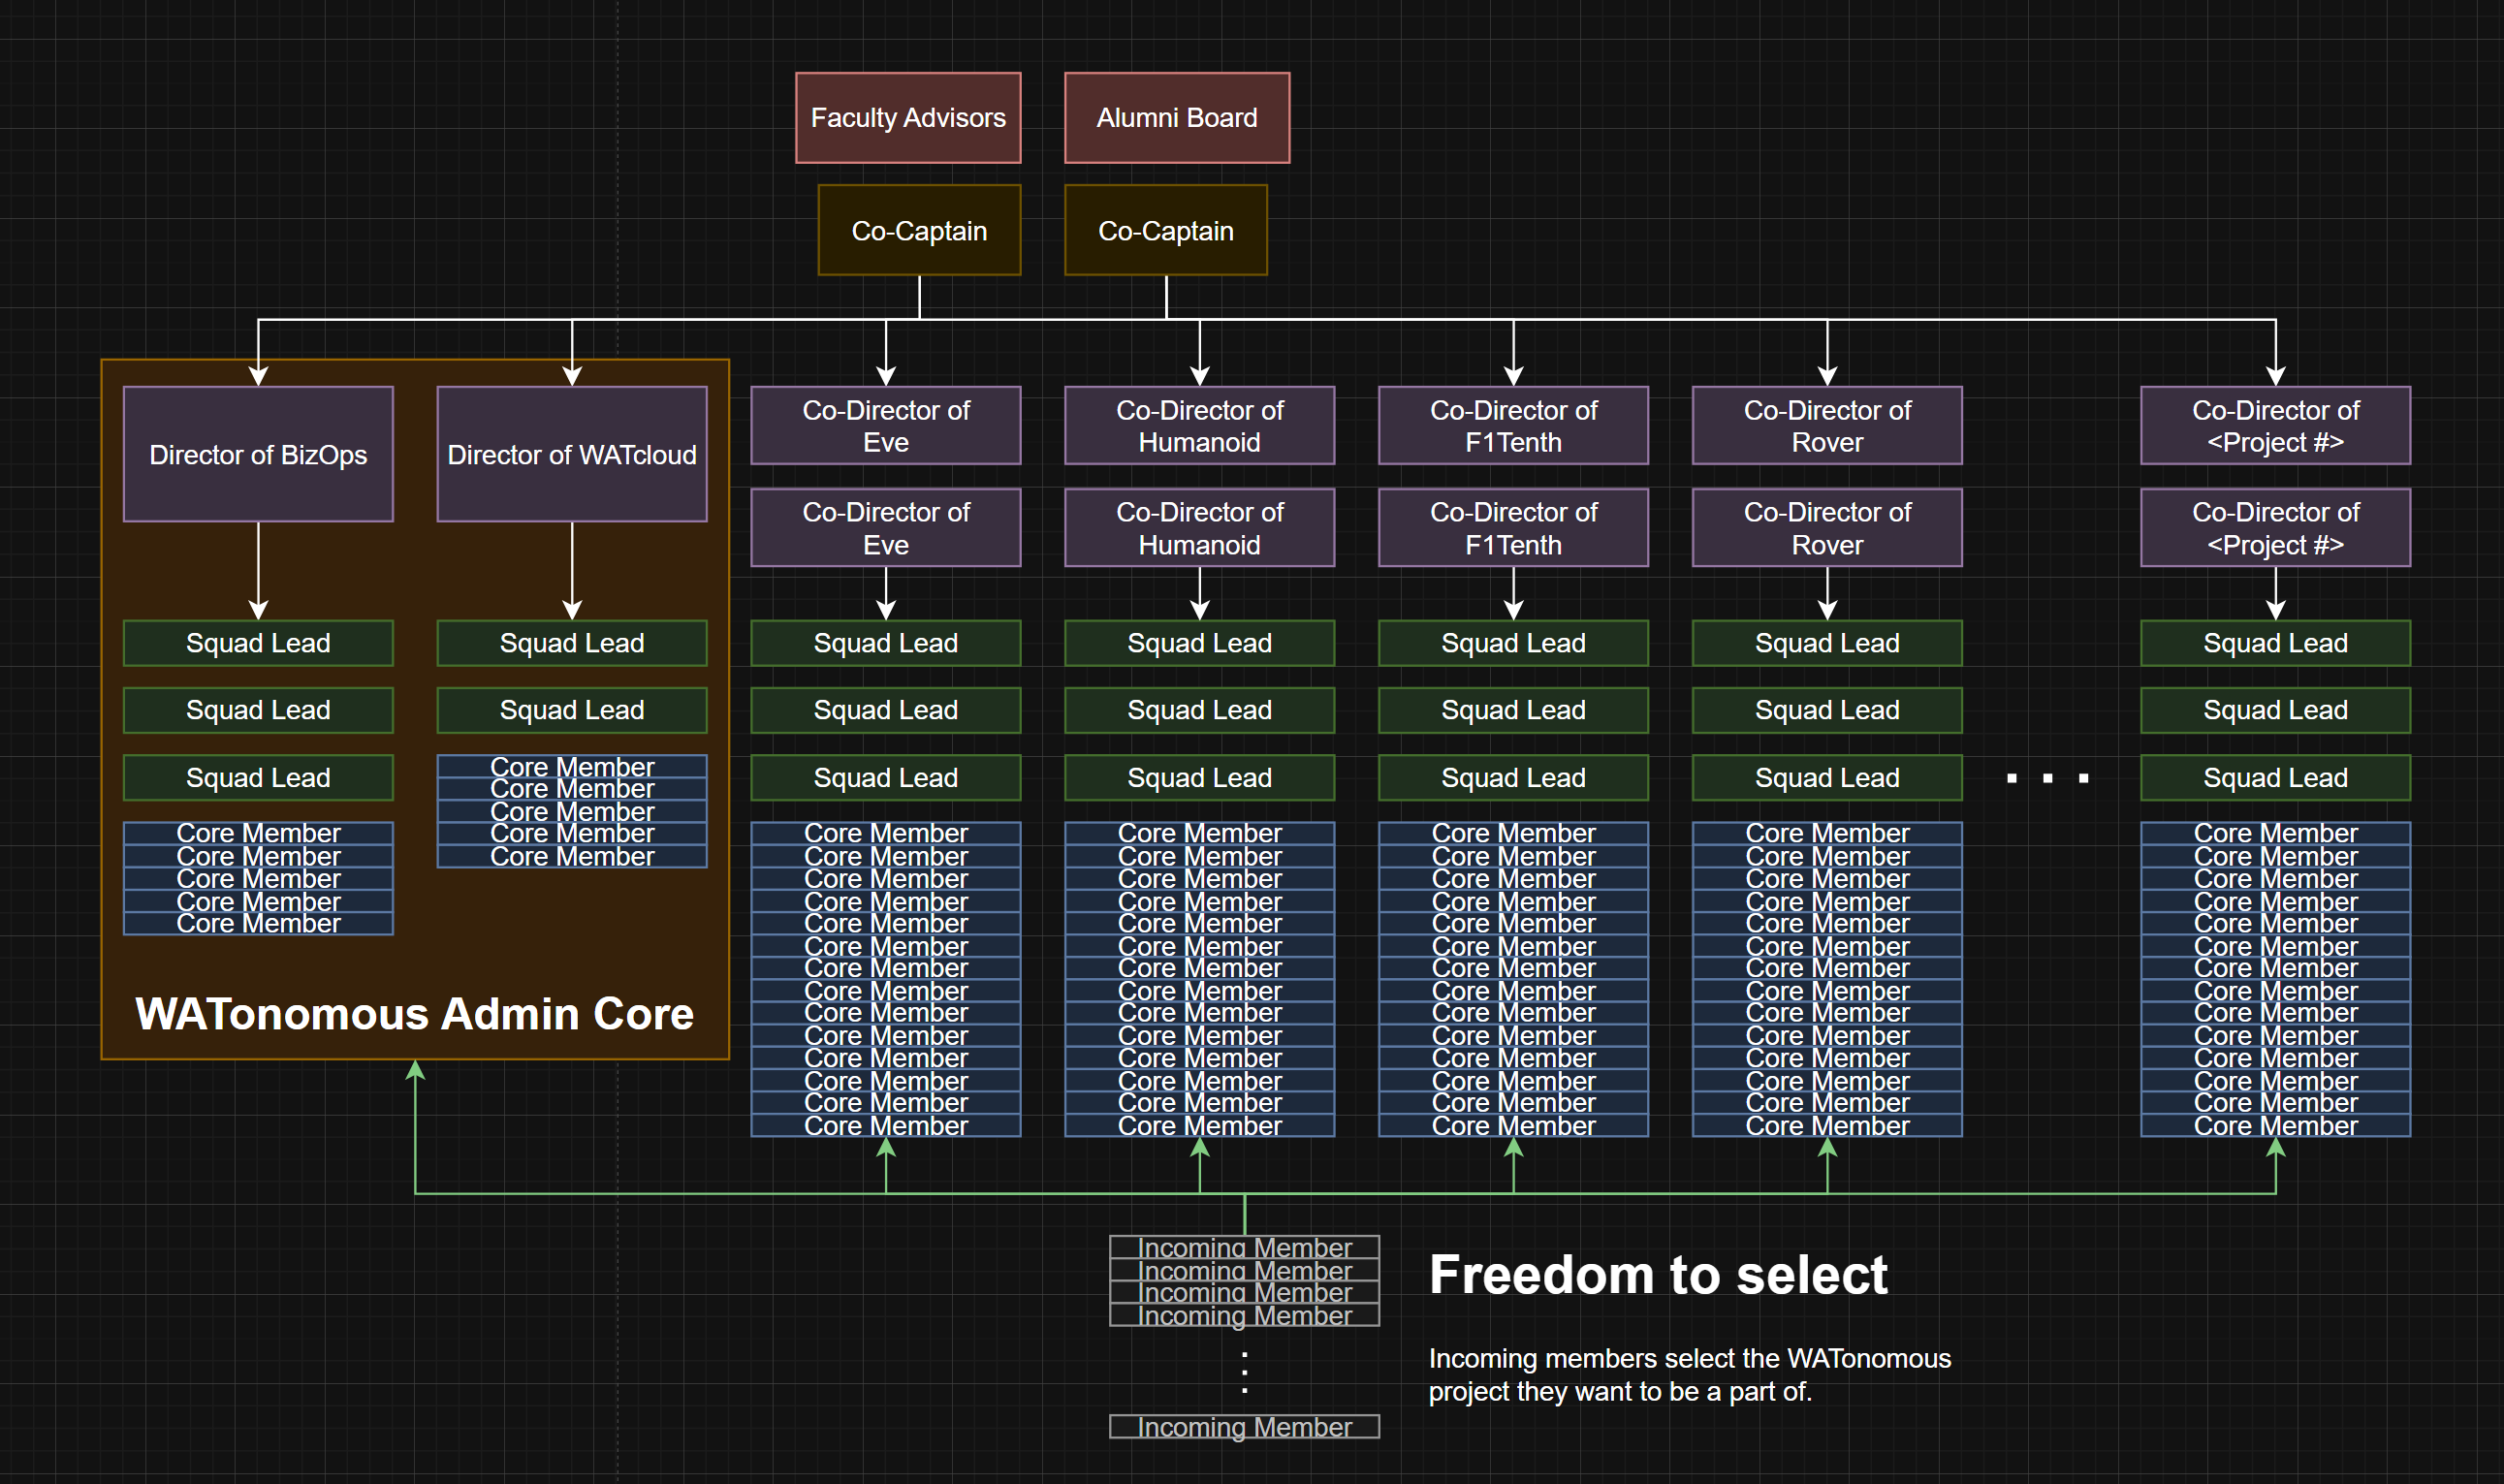 Faculty Advisors
Alumni Board
Co-Captain
Co-Captain
Director of BizOps
Director of WATcloud
Co-Director of
Eve
Co-Director of
Humanoid
Co-Director of
F1Tenth
Co-Director of
Rover
Co-Director of
<Project #>
Co-Director of
Eve
Co-Director of
Humanoid
Co-Director of
F1Tenth
Co-Director of
Rover
Co-Director of
<Project #>
Squad Lead
Squad Lead
Squad Lead
Core Member
Core Member
Core Member
Core Member
Core Member
Squad Lead
Squad Lead
Core Member
Core Member
Core Member
Core Member
Core Member
WATonomous Admin Core
Squad Lead
Squad Lead
Squad Lead
Core Member
Core Member
Core Member
Core Member
Core Member
Core Member
Core Member
Core Member
Core Member
Core Member
Core Member
Core Member
Core Member
Core Member
Squad Lead
Squad Lead
Squad Lead
Core Member
Core Member
Core Member
Core Member
Core Member
Core Member
Core Member
Core Member
Core Member
Core Member
Core Member
Core Member
Core Member
Core Member
Squad Lead
Squad Lead
Squad Lead
Core Member
Core Member
Core Member
Core Member
Core Member
Core Member
Core Member
Core Member
Core Member
Core Member
Core Member
Core Member
Core Member
Core Member
Squad Lead
Squad Lead
Squad Lead
Core Member
Core Member
Core Member
Core Member
Core Member
Core Member
Core Member
Core Member
Core Member
Core Member
Core Member
Core Member
Core Member
Core Member
. . .
Squad Lead
Squad Lead
Squad Lead
Core Member
Core Member
Core Member
Core Member
Core Member
Core Member
Core Member
Core Member
Core Member
Core Member
Core Member
Core Member
Core Member
Core Member
Incoming Member
Incoming Member
Incoming Member
Incoming Member
Incoming Member
Freedom to select
Incoming members select the WATonomous
project they want to be a part of.